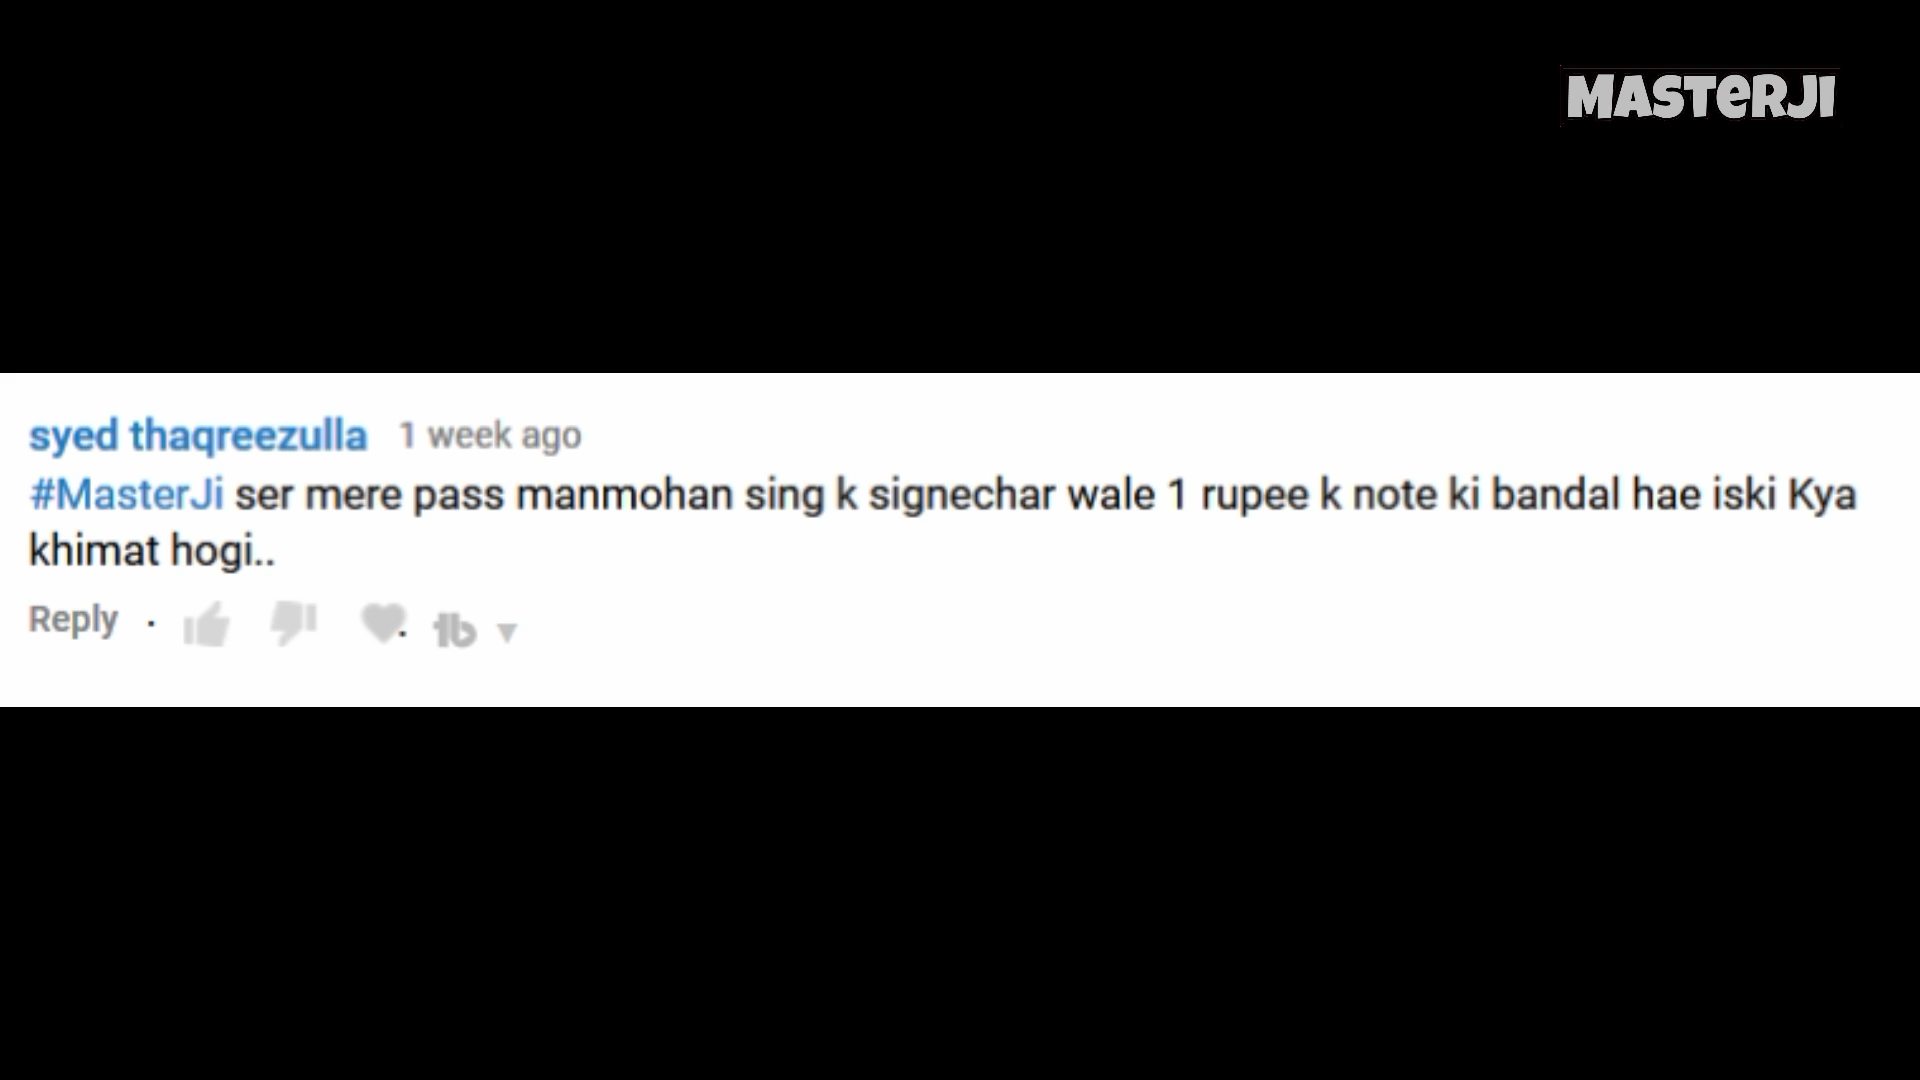 MASTERJI
syed thaqreezulla 1 week ago
#MasterJi ser mere pass manmohan sing k signechar wale 1 rupee k note ki bandal hae iski Kya
khimat hogi..
Reply